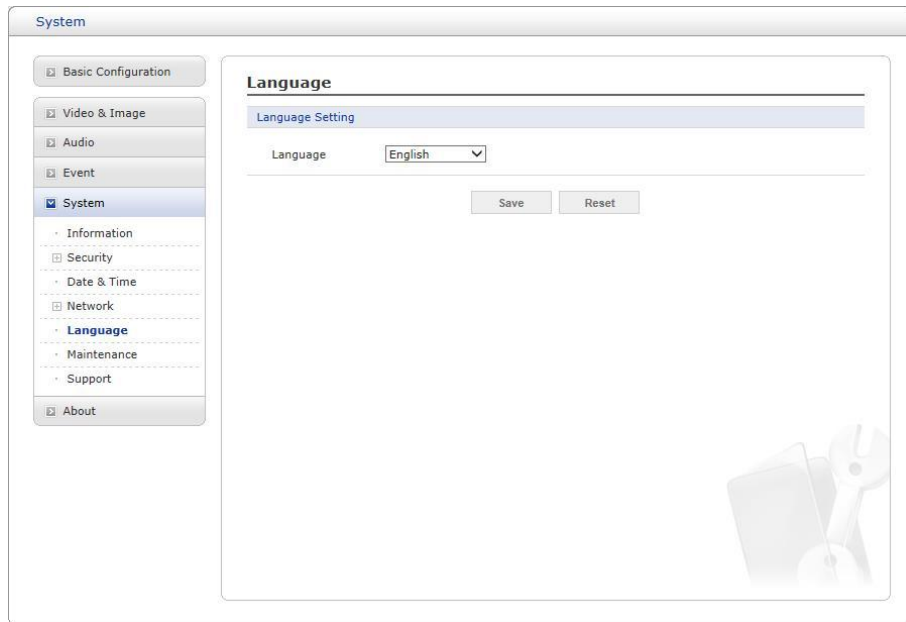 System
Basic Configuration
Video & Image
Audio
Event
System
Information
Security
Date & Time
Network
Language
Maintenance
Support
About
Language
Language Setting
Language English
Save Reset